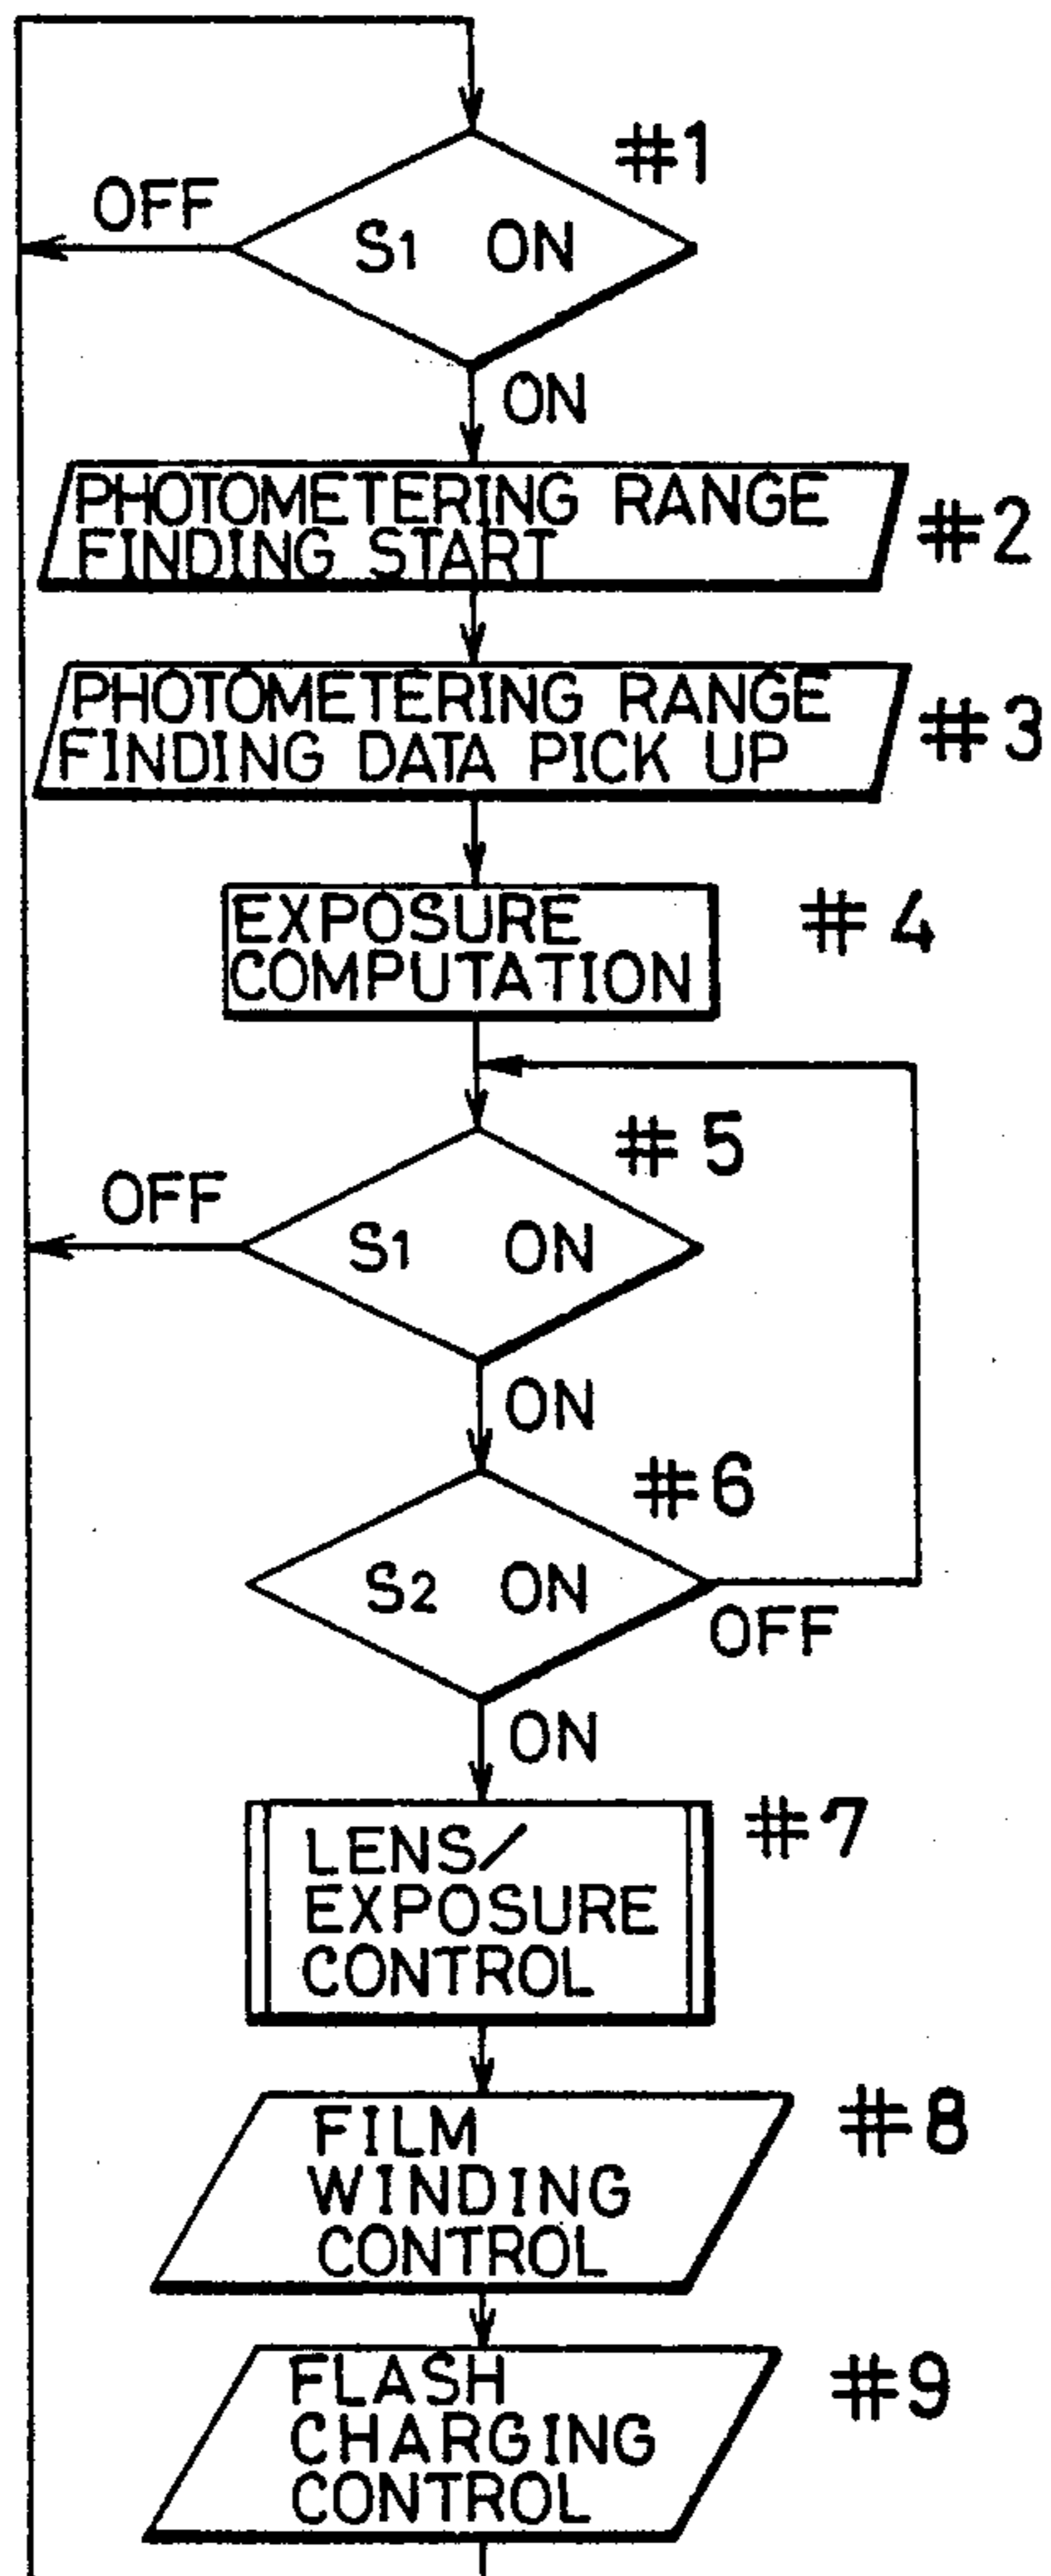 #1
OFF
S1 ON
ON
PHOTOMETERING RANGE
FINDING START
#2
PHOTOMETERING RANGE
FINDING DATA PICK UP
#3
EXPOSURE
COMPUTATION
#4
#5
OFF
S1 ON
ON
#6
S2 ON
OFF
ON
#7
LENS/
EXPOSURE
CONTROL
#8
FILM
WINDING
CONTROL
#9
FLASH
CHARGING
CONTROL